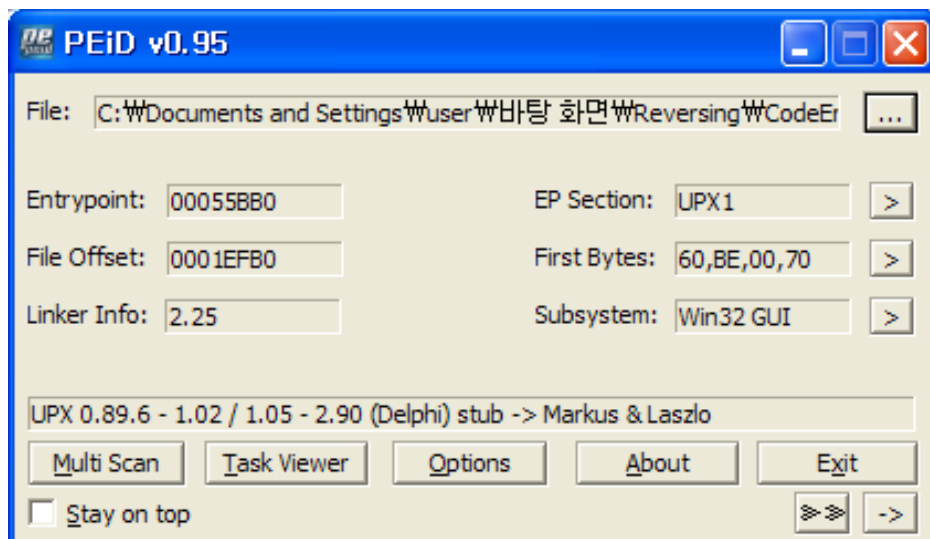 PEiD v0.95
File: C:₩Documents and Settings₩user₩바탕 화면₩Reversing₩CodeEr ...
Entrypoint: 00055BB0 EP Section: UPX1 >
File Offset: 0001EFB0 First Bytes: 60,BE,00,70 >
Linker Info: 2.25 Subsystem: Win32 GUI >
UPX 0.89.6 - 1.02 / 1.05 - 2.90 (Delphi) stub -> Markus & Laszlo
Multi Scan Task Viewer Options About Exit
Stay on top >> ->